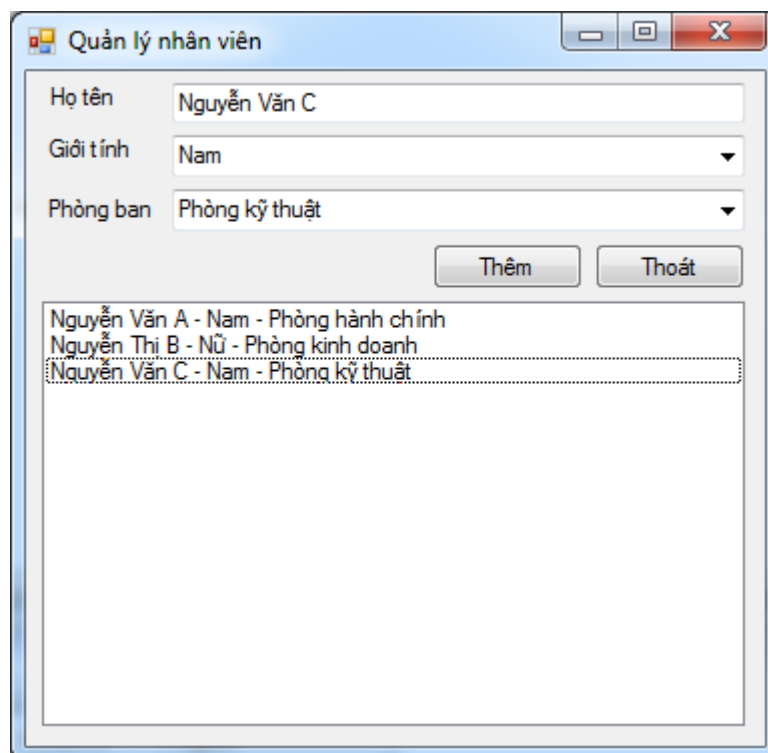 Quản lý nhân viên
Họ tên
Nguyễn Văn C
Giới tính
Nam
Phòng ban
Phòng kỹ thuật
Thêm
Thoát
Nguyễn Văn A - Nam - Phòng hành chính
Nguyễn Thị B - Nữ - Phòng kinh doanh
Nguyễn Văn C - Nam - Phòng kỹ thuật